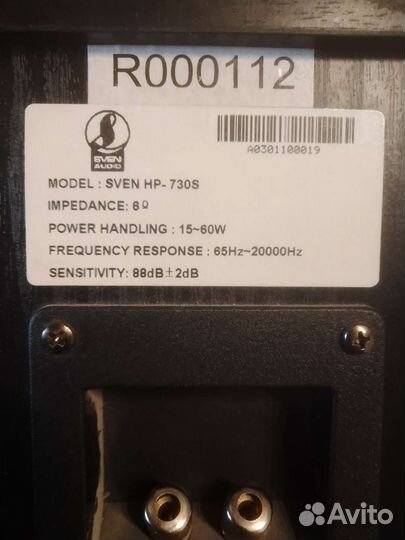 R000112
SVEN
AUDIO
A0301100019
MODEL : SVEN HP- 730S
IMPEDANCE: 6Ω
POWER HANDLING : 15~60W
FREQUENCY RESPONSE : 65Hz~20000Hz
SENSITIVITY: 88dB±2dB
Avito